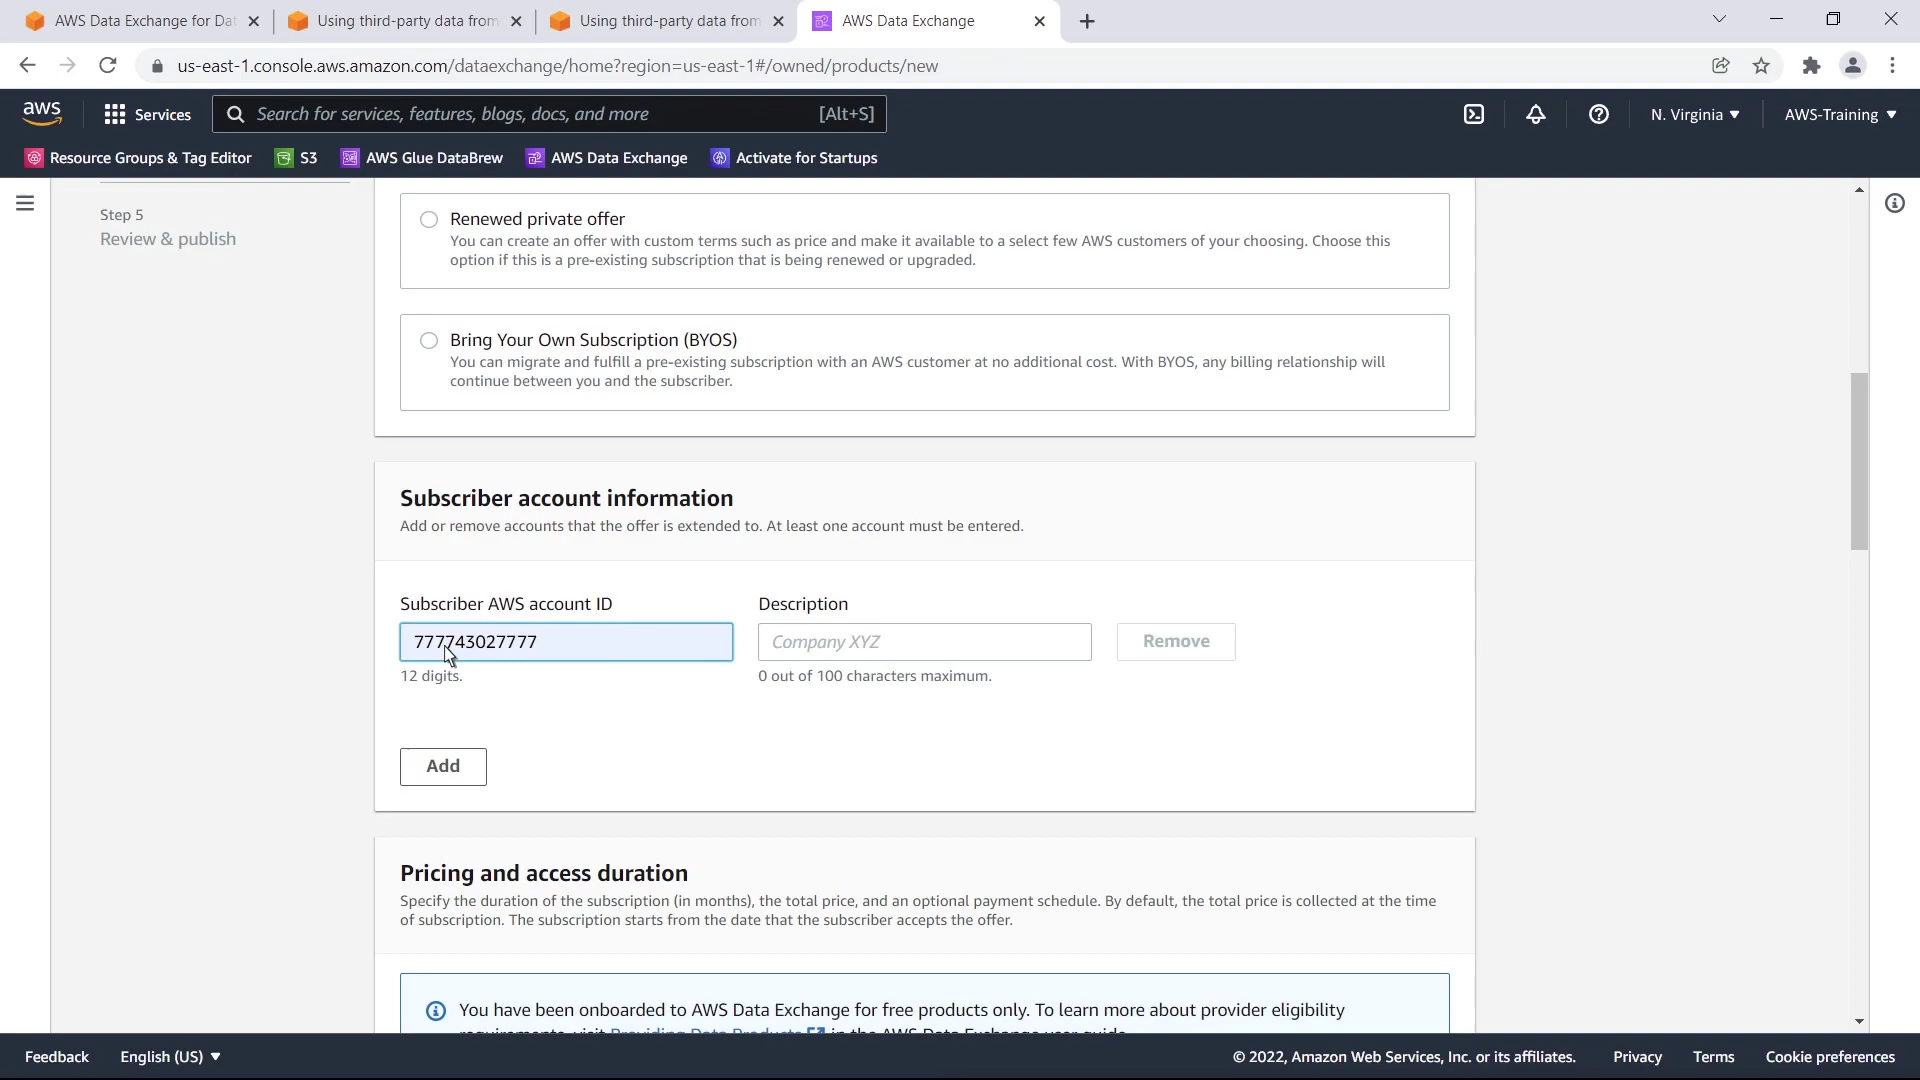 AWS Data Exchange for Dat
Using third-party data from
Using third-party data from
AWS Data Exchange
us-east-1.console.aws.amazon.com/dataexchange/home?region=us-east-1#/owned/products/new
aws
Services
Search for services, features, blogs, docs, and more
[Alt+S]
N. Virginia
AWS-Training
Resource Groups & Tag Editor
S3
AWS Glue DataBrew
AWS Data Exchange
Activate for Startups
Step 5
Review & publish
Renewed private offer
You can create an offer with custom terms such as price and make it available to a select few AWS customers of your choosing. Choose this
option if this is a pre-existing subscription that is being renewed or upgraded.
Bring Your Own Subscription (BYOS)
You can migrate and fulfill a pre-existing subscription with an AWS customer at no additional cost. With BYOS, any billing relationship will
continue between you and the subscriber.
Subscriber account information
Add or remove accounts that the offer is extended to. At least one account must be entered.
Subscriber AWS account ID
777743027777
12 digits.
Description
Company XYZ
0 out of 100 characters maximum.
Remove
Add
Pricing and access duration
Specify the duration of the subscription (in months), the total price, and an optional payment schedule. By default, the total price is collected at the time
of subscription. The subscription starts from the date that the subscriber accepts the offer.
You have been onboarded to AWS Data Exchange for free products only. To learn more about provider eligibility
requirements, visit Providing Data Products in the AWS Data Exchange user guide.
Feedback
English (US)
© 2022, Amazon Web Services, Inc. or its affiliates.
Privacy
Terms
Cookie preferences